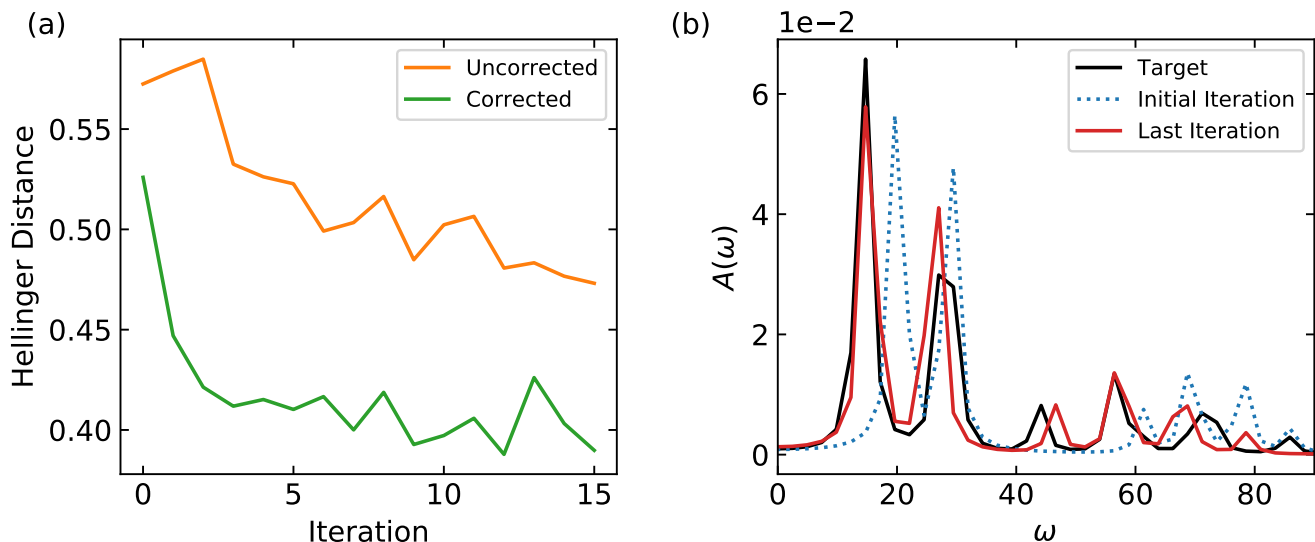 (a)
Uncorrected
Corrected
Hellinger Distance
0.55
0.50
0.45
0.40
0 5 10 15
Iteration
(b)
1e−2
Target
Initial Iteration
Last Iteration
A(ω)
6
4
2
0
0 20 40 60 80
ω